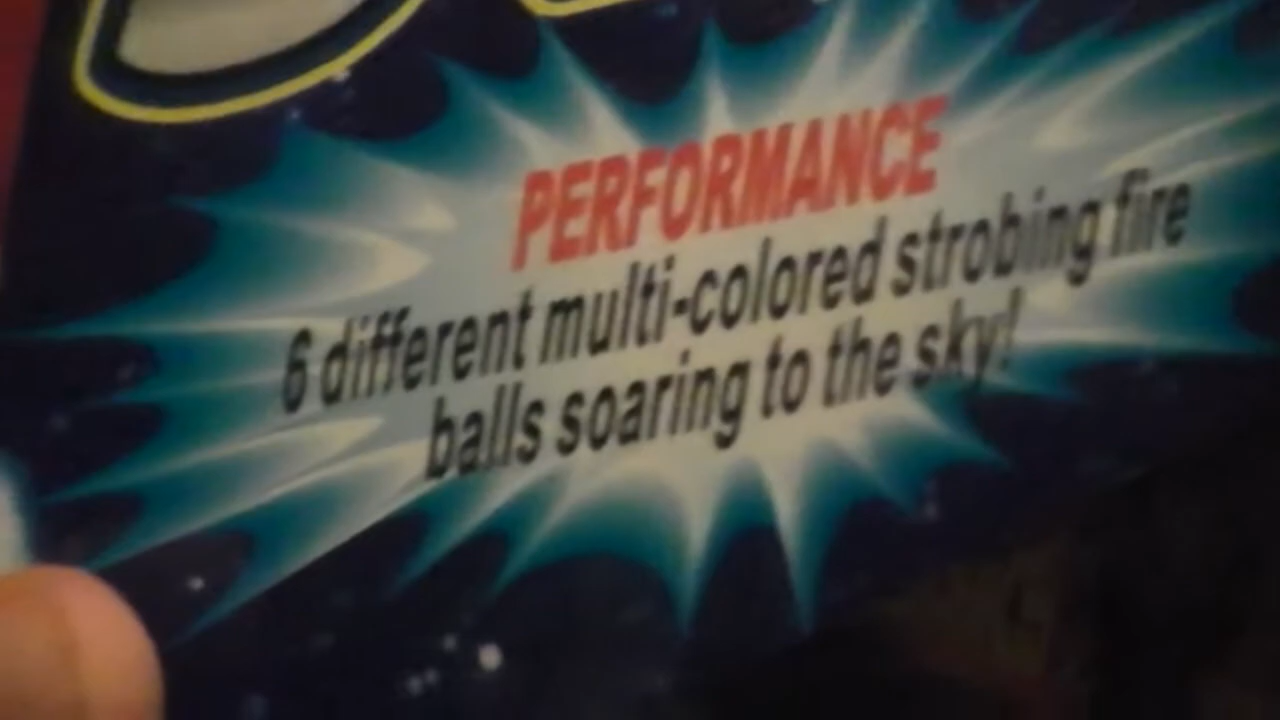 PERFORMANCE
6 different multi-colored strobing fire
balls soaring to the sky!